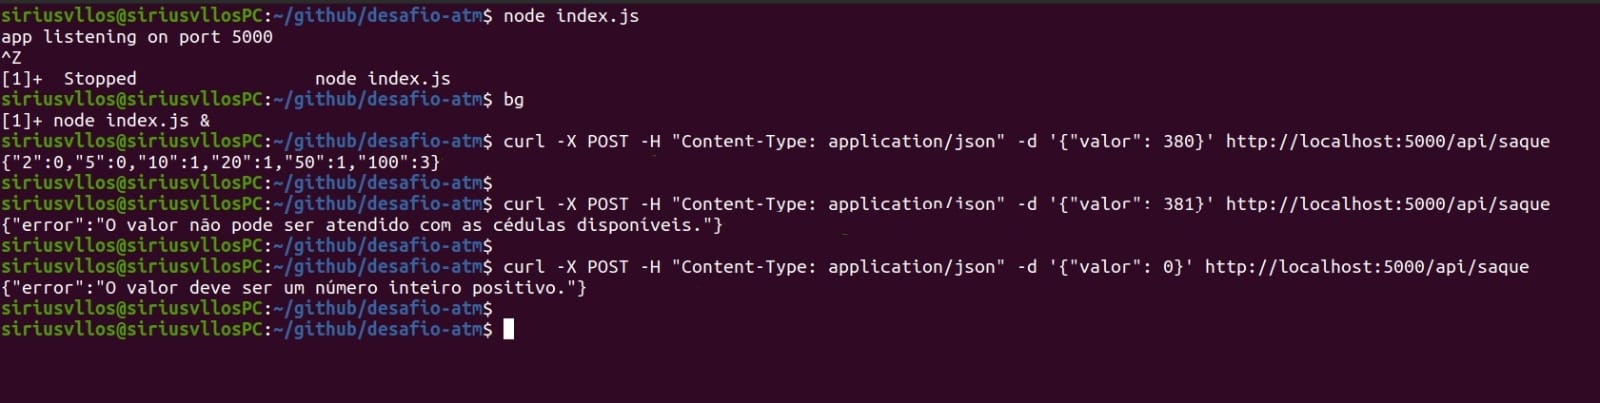 siriusvllos@siriusvllosPC:~/github/desafio-atm$ node index.js
app listening on port 5000
^Z
[1]+  Stopped                 node index.js
siriusvllos@siriusvllosPC:~/github/desafio-atm$ bg
[1]+ node index.js &
siriusvllos@siriusvllosPC:~/github/desafio-atm$ curl -X POST -H "Content-Type: application/json" -d '{"valor": 380}' http://localhost:5000/api/saque
{"2":0,"5":0,"10":1,"20":1,"50":1,"100":3}
siriusvllos@siriusvllosPC:~/github/desafio-atm$
siriusvllos@siriusvllosPC:~/github/desafio-atm$ curl -X POST -H "Content-Type: application/json" -d '{"valor": 381}' http://localhost:5000/api/saque
{"error":"O valor não pode ser atendido com as cédulas disponíveis."}
siriusvllos@siriusvllosPC:~/github/desafio-atm$
siriusvllos@siriusvllosPC:~/github/desafio-atm$ curl -X POST -H "Content-Type: application/json" -d '{"valor": 0}' http://localhost:5000/api/saque
{"error":"O valor deve ser um número inteiro positivo."}
siriusvllos@siriusvllosPC:~/github/desafio-atm$
siriusvllos@siriusvllosPC:~/github/desafio-atm$